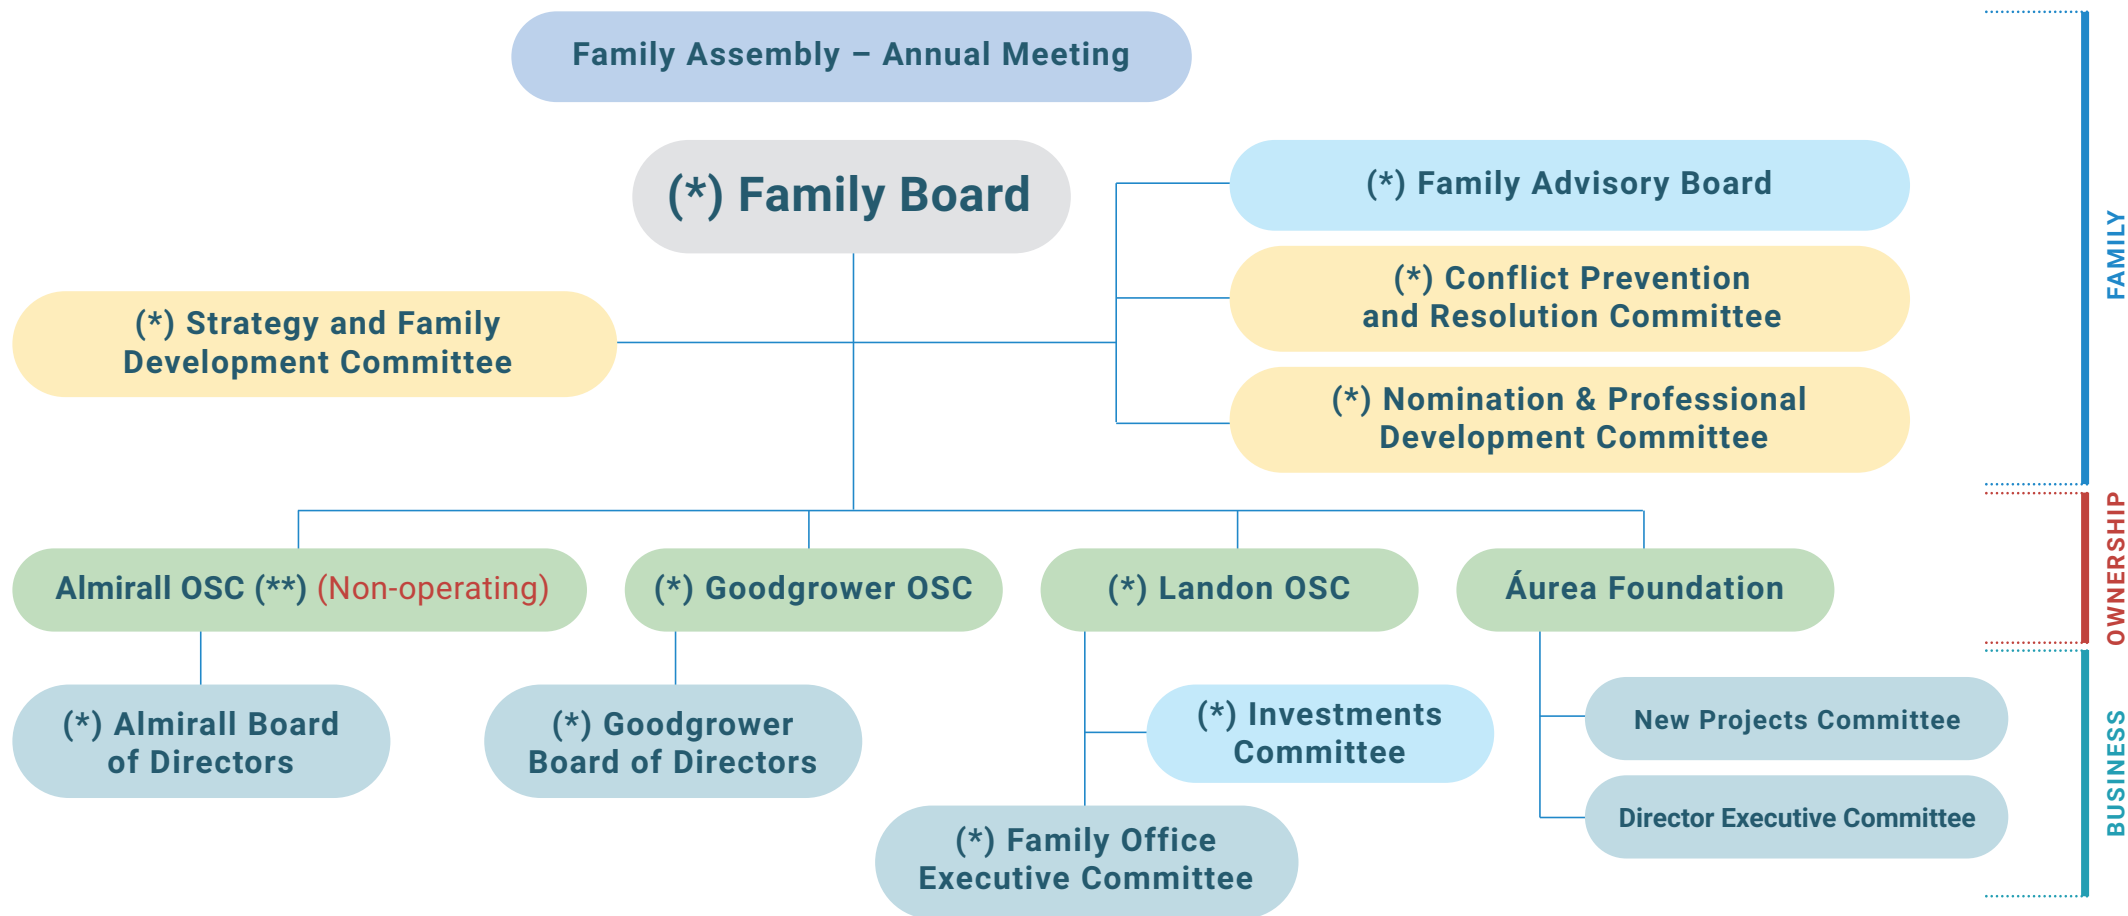 Family Assembly – Annual Meeting
(*) Family Board
(*) Family Advisory Board
(*) Conflict Prevention
and Resolution Committee
(*) Strategy and Family
Development Committee
(*) Nomination & Professional
Development Committee
FAMILY
Almirall OSC (**) (Non-operating)
(*) Goodgrower OSC
(*) Landon OSC
Áurea Foundation
OWNERSHIP
(*) Almirall Board
of Directors
(*) Goodgrower
Board of Directors
(*) Investments
Committee
New Projects Committee
(*) Family Office
Executive Committee
Director Executive Committee
BUSINESS